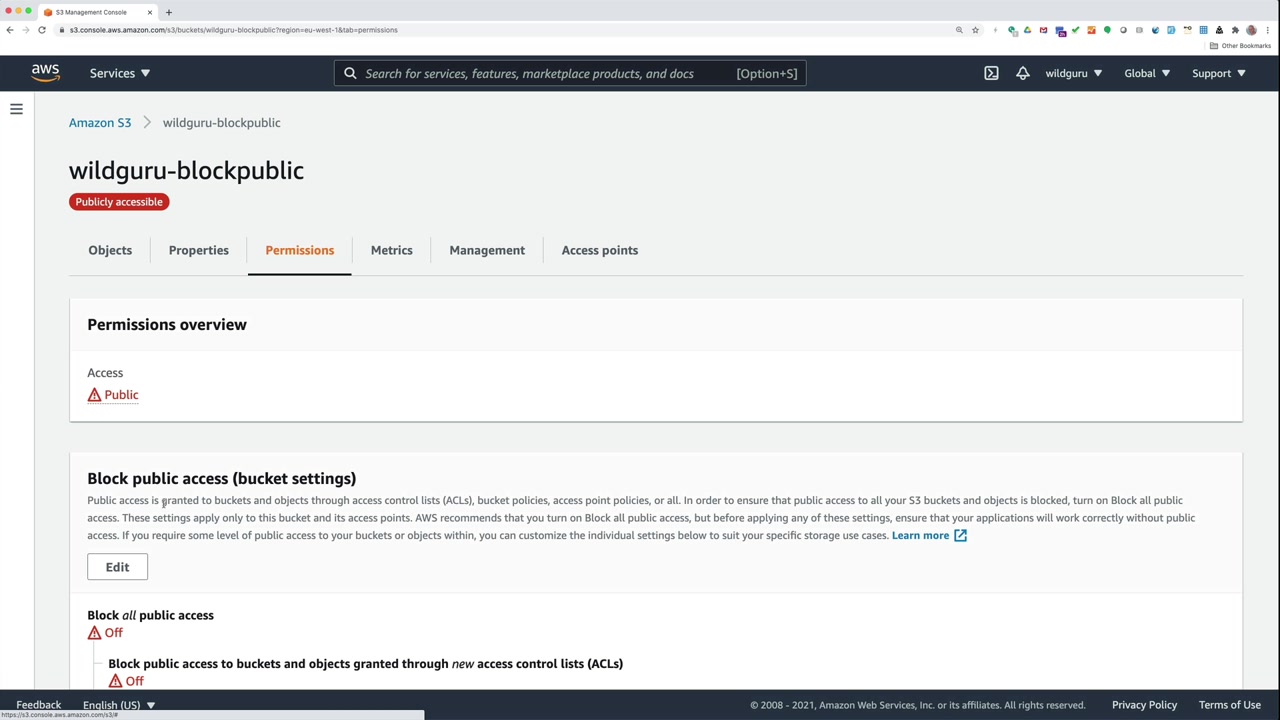 S3 Management Console
s3.console.aws.amazon.com/s3/buckets/wildguru-blockpublic?region=eu-west-1&tab=permissions
Other Bookmarks
aws
Services
Search for services, features, marketplace products, and docs
[Option+S]
wildguru
Global
Support
Amazon S3
wildguru-blockpublic
wildguru-blockpublic
Publicly accessible
Objects
Properties
Permissions
Metrics
Management
Access points
Permissions overview
Access
Public
Block public access (bucket settings)
Public access is granted to buckets and objects through access control lists (ACLs), bucket policies, access point policies, or all. In order to ensure that public access to all your S3 buckets and objects is blocked, turn on Block all public
access. These settings apply only to this bucket and its access points. AWS recommends that you turn on Block all public access, but before applying any of these settings, ensure that your applications will work correctly without public
access. If you require some level of public access to your buckets or objects within, you can customize the individual settings below to suit your specific storage use cases. Learn more
Edit
Block all public access
Off
Block public access to buckets and objects granted through new access control lists (ACLs)
Off
Feedback
English (US)
© 2008 - 2021, Amazon Web Services, Inc. or its affiliates. All rights reserved.
Privacy Policy
Terms of Use
https://s3.console.aws.amazon.com/s3/#